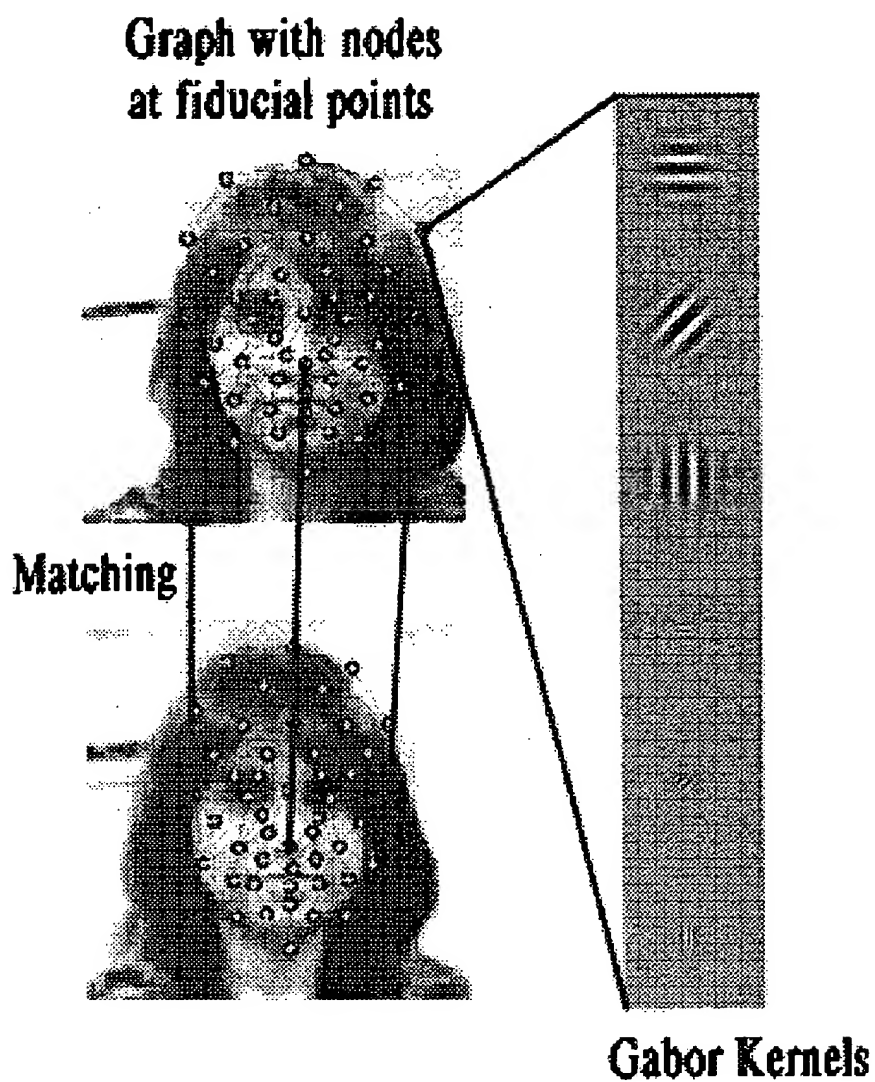 Graph with nodes
at fiducial points
Matching
Gabor Kernels